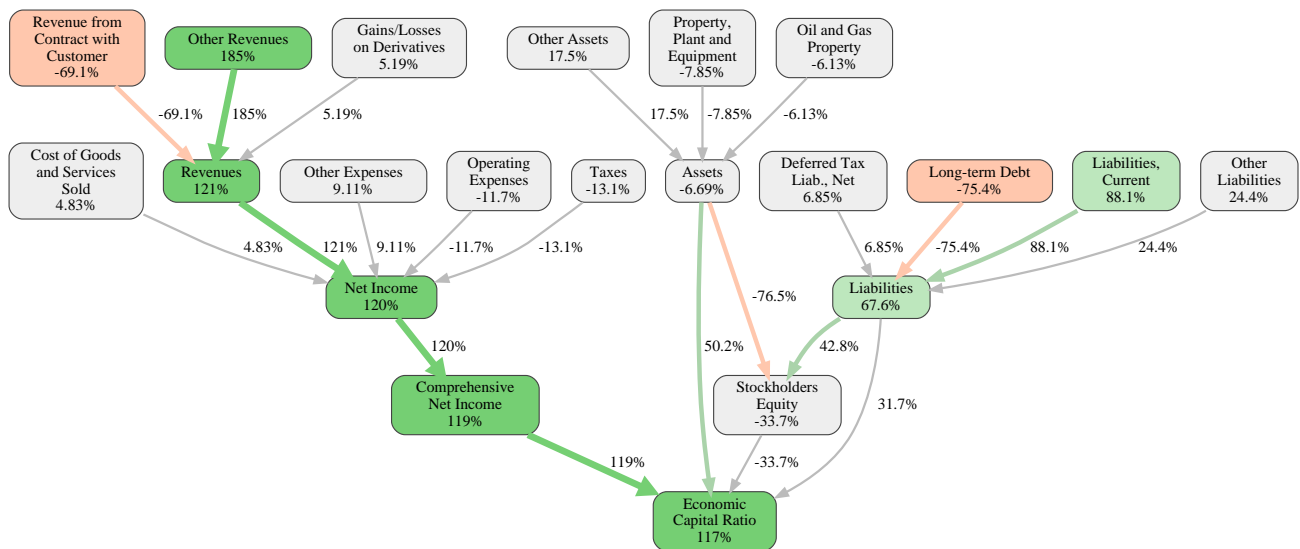 Revenue from
Contract with
Customer
-69.1%
Other Revenues
185%
Gains/Losses
on Derivatives
5.19%
Other Assets
17.5%
Property,
Plant and
Equipment
-7.85%
Oil and Gas
Property
-6.13%
-69.1%
185%
5.19%
17.5%
-7.85%
-6.13%
Cost of Goods
and Services
Sold
4.83%
Revenues
121%
Other Expenses
9.11%
Operating
Expenses
-11.7%
Taxes
-13.1%
Assets
-6.69%
Deferred Tax
Liab., Net
6.85%
Long-term Debt
-75.4%
Liabilities,
Current
88.1%
Other
Liabilities
24.4%
4.83%
121%
9.11%
-11.7%
-13.1%
6.85%
-75.4%
88.1%
24.4%
Net Income
120%
-76.5%
Liabilities
67.6%
120%
50.2%
42.8%
Comprehensive
Net Income
119%
Stockholders
Equity
-33.7%
31.7%
119%
-33.7%
Economic
Capital Ratio
117%